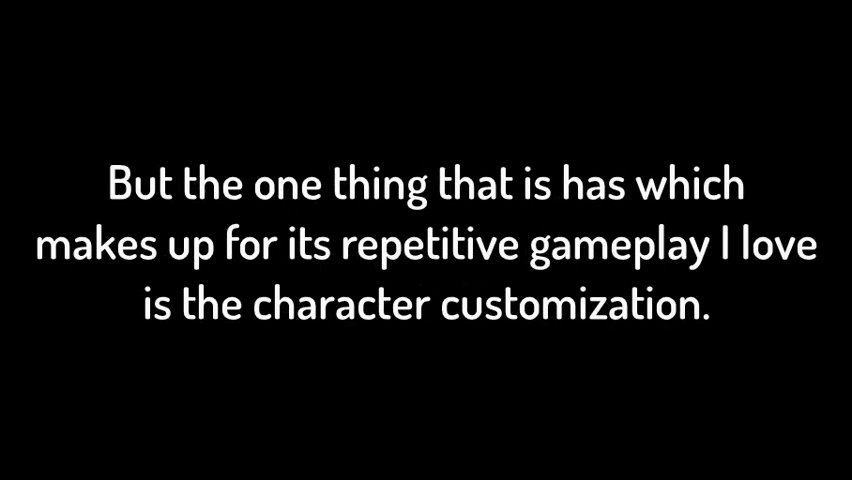 But the one thing that is has which
makes up for its repetitive gameplay I love
is the character customization.